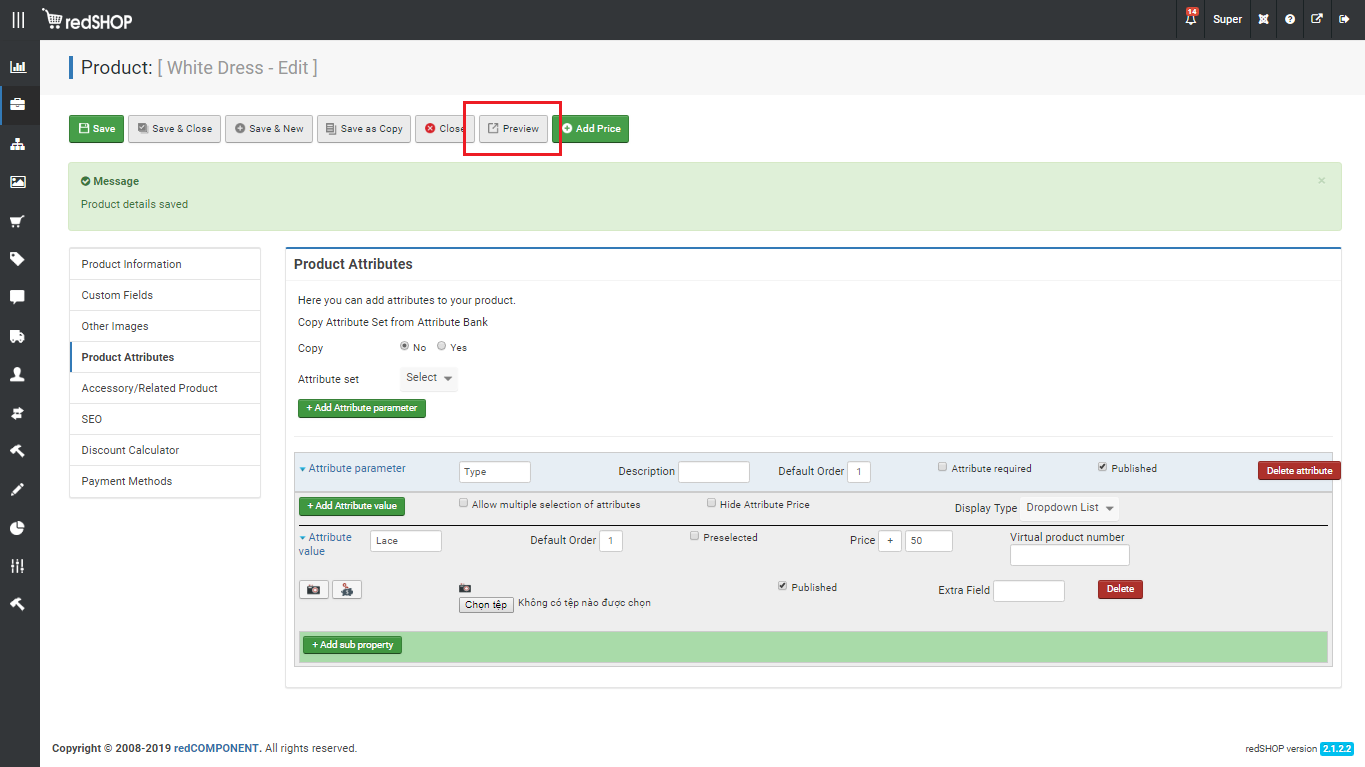 redSHOP
14
Super
Product: [ White Dress - Edit ]
Save
Save & Close
Save & New
Save as Copy
Close
Preview
Add Price
Message
×
Product details saved
Product Information
Custom Fields
Other Images
Product Attributes
Accessory/Related Product
SEO
Discount Calculator
Payment Methods
Product Attributes
Here you can add attributes to your product.
Copy Attribute Set from Attribute Bank
Copy No Yes
Attribute set Select
+ Add Attribute parameter
Attribute parameter Type Description Default Order 1 Attribute required Published Delete attribute
+ Add Attribute value Allow multiple selection of attributes Hide Attribute Price Display Type Dropdown List
Attribute value Lace Default Order 1 Preselected Price + 50 Virtual product number
Chọn tệp Không có tệp nào được chọn Published Extra Field Delete
+ Add sub property
Copyright © 2008-2019 redCOMPONENT. All rights reserved.
redSHOP version 2.1.2.2